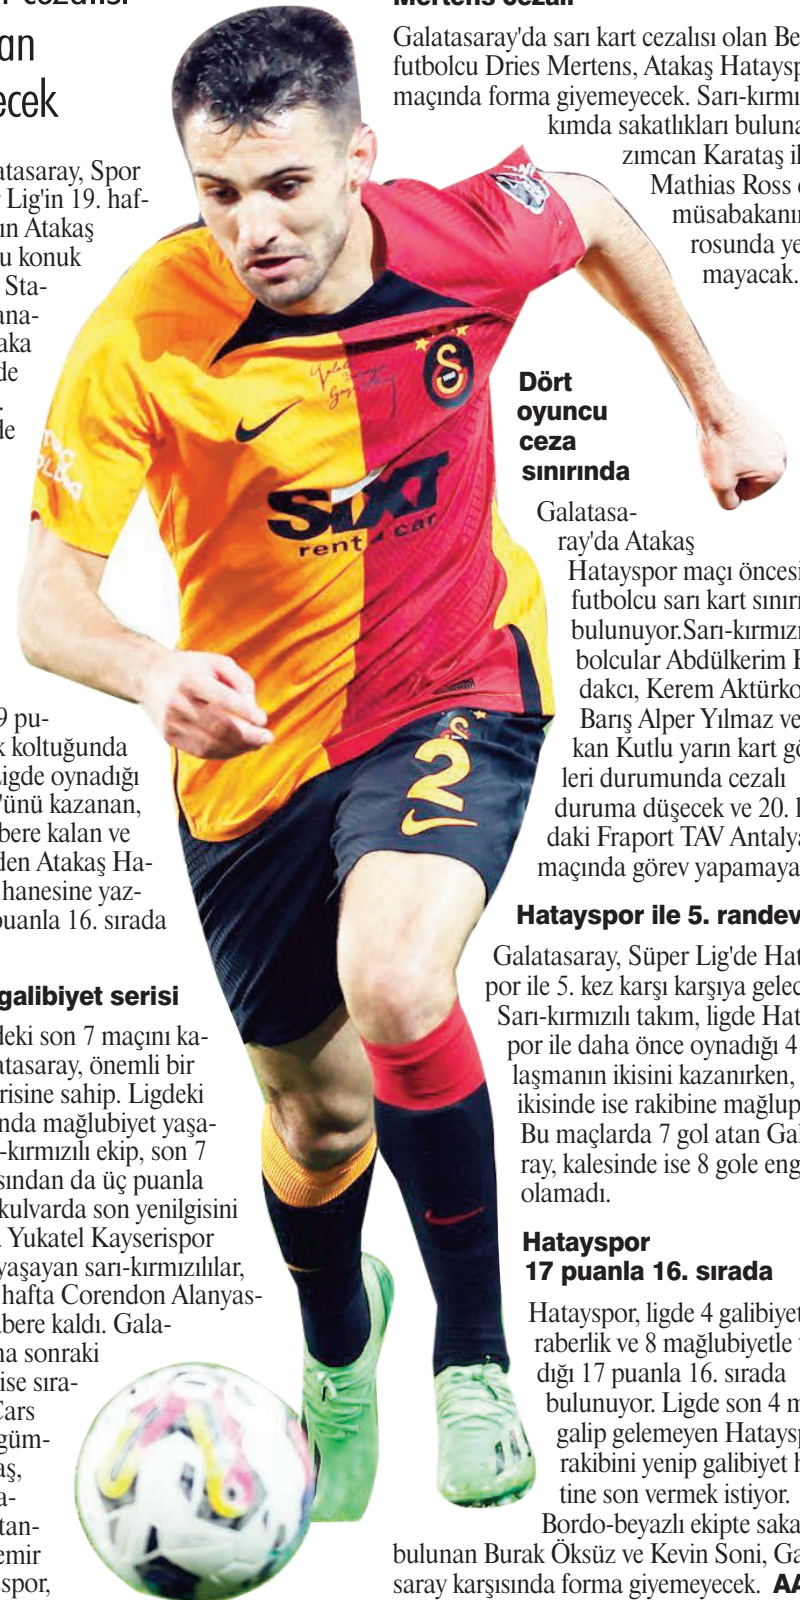 an
ecek
atasaray, Spor
Lig'in 19. haf-
ın Atakaş
u konuk
Sta-
ana-
aka
de
.
de
9 pu-
k koltuğunda
Ligde oynadığı
'ünü kazanan,
bere kalan ve
den Atakaş Ha-
hanesine yaz-
puanla 16. sırada
galibiyet serisi
deki son 7 maçını ka-
atasaray, önemli bir
risine sahip. Ligdeki
nda mağlubiyet yaşa-
-kırmızılı ekip, son 7
sından da üç puanla
kulvarda son yenilgisini
Yukatel Kayserispor
yaşayan sarı-kırmızılılar,
hafta Corendon Alanyas-
bere kaldı. Gala-
na sonraki
ise sıra-
Cars
güm-
aş,
a-
tan-
emir
spor,
Mertens cezalı
Galatasaray'da sarı kart cezalısı olan Be
futbolcu Dries Mertens, Atakaş Haatysp
maçında forma giyemeyecek. Sarı-kırmı
kımda sakatlıkları buluna
zımcan Karataş il
Mathias Ross
müsabakanı
rosunda ye
mayacak.
Dört
oyuncu
ceza
sınırında
Galatasa-
ray'da Atakaş
Hatayspor maçı öncesi
futbolcu sarı kart sınırı
bulunuyor.Sarı-kırmızı
bolcular Abdülkerim B
dakcı, Kerem Aktürko
Barış Alper Yılmaz ve
kan Kutlu yarın kart gö
leri durumunda cezalı
duruma düşecek ve 20. h
daki Fraport TAV Antalya
maçında görev yapamaya
Hatayspor ile 5. randev
Galatasaray, Süper Lig'de Hat
por ile 5. kez karşı karşıya gelec
Sarı-kırmızılı takım, ligde Hat
por ile daha önce oynadığı 4
laşmanın ikisini kazanırken,
ikisinde ise rakibine mağlup
Bu maçlarda 7 gol atan Gal
ray, kalesinde ise 8 gole eng
olamadı.
Hatayspor
17 puanla 16. sırada
Hatayspor, ligde 4 galibiyet
raberlik ve 8 mağlubiyetle
dığı 17 puanla 16. sırada
bulunuyor. Ligde son 4 m
galip gelemeyen Hataysp
rakibini yenip galibiyet h
tine son vermek istiyor.
Bordo-beyazlı ekipte saka
bulunan Burak Öksüz ve Kevin Soni, Ga
saray karşısında forma giyemeyecek. AA
SIXT
rent a car
2